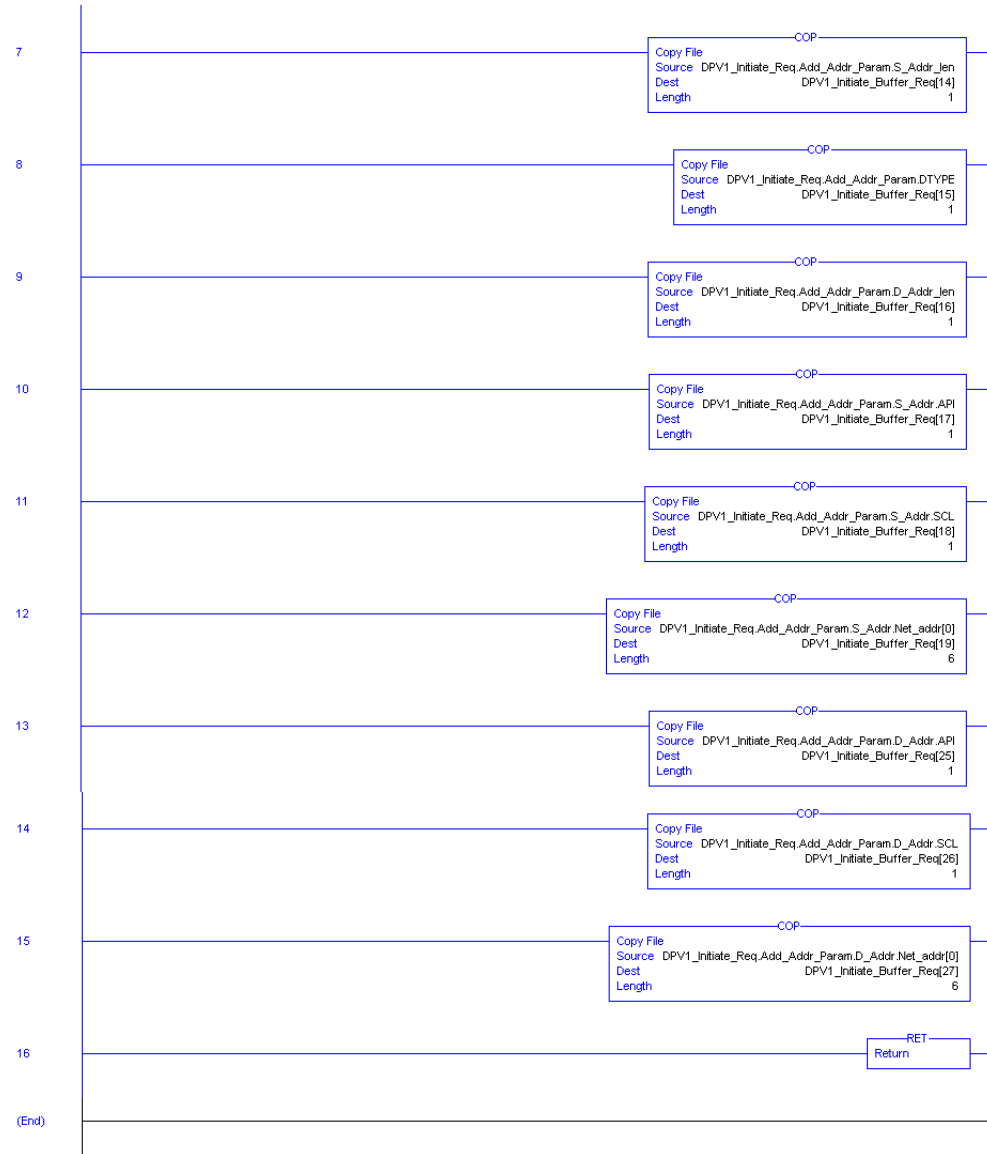 7
COP
Copy File
Source DPV1_Initiate_Req.Add_Addr_Param.S_Addr_len
Dest DPV1_Initiate_Buffer_Req[14]
Length 1
8
COP
Copy File
Source DPV1_Initiate_Req.Add_Addr_Param.DTYPE
Dest DPV1_Initiate_Buffer_Req[15]
Length 1
9
COP
Copy File
Source DPV1_Initiate_Req.Add_Addr_Param.D_Addr_len
Dest DPV1_Initiate_Buffer_Req[16]
Length 1
10
COP
Copy File
Source DPV1_Initiate_Req.Add_Addr_Param.S_Addr.API
Dest DPV1_Initiate_Buffer_Req[17]
Length 1
11
COP
Copy File
Source DPV1_Initiate_Req.Add_Addr_Param.S_Addr.SCL
Dest DPV1_Initiate_Buffer_Req[18]
Length 1
12
COP
Copy File
Source DPV1_Initiate_Req.Add_Addr_Param.S_Addr.Net_addr[0]
Dest DPV1_Initiate_Buffer_Req[19]
Length 6
13
COP
Copy File
Source DPV1_Initiate_Req.Add_Addr_Param.D_Addr.API
Dest DPV1_Initiate_Buffer_Req[25]
Length 1
14
COP
Copy File
Source DPV1_Initiate_Req.Add_Addr_Param.D_Addr.SCL
Dest DPV1_Initiate_Buffer_Req[26]
Length 1
15
COP
Copy File
Source DPV1_Initiate_Req.Add_Addr_Param.D_Addr.Net_addr[0]
Dest DPV1_Initiate_Buffer_Req[27]
Length 6
16
RET
Return
(End)